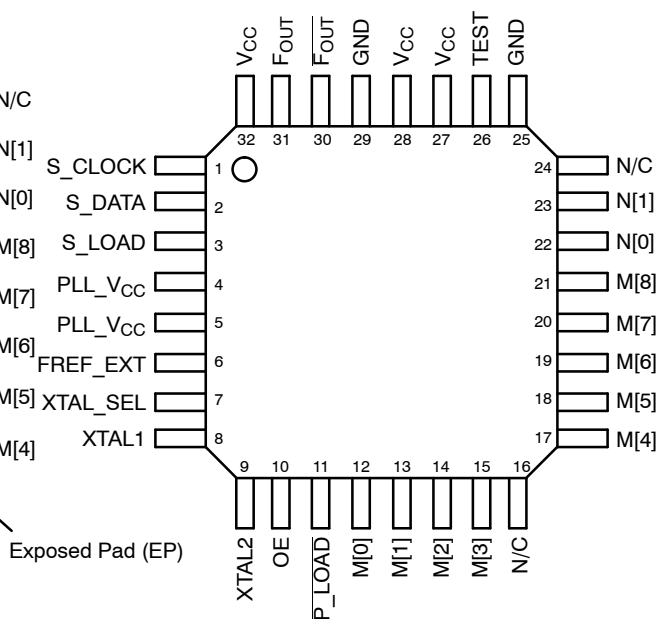 VCC
FOUT
F̅O̅U̅T̅
GND
VCC
VCC
TEST
GND
32
31
30
29
28
27
26
25
N/C
N[1]
N[0]
M[8]
M[7]
M[6]
M[5]
M[4]
S_CLOCK 1
S_DATA 2
S_LOAD 3
PLL_VCC 4
PLL_VCC 5
FREF_EXT 6
XTAL_SEL 7
XTAL1 8
24 N/C
23 N[1]
22 N[0]
21 M[8]
20 M[7]
19 M[6]
18 M[5]
17 M[4]
9
10
11
12
13
14
15
16
XTAL2
OE
P̅_̅L̅O̅A̅D̅
M[0]
M[1]
M[2]
M[3]
N/C
Exposed Pad (EP)